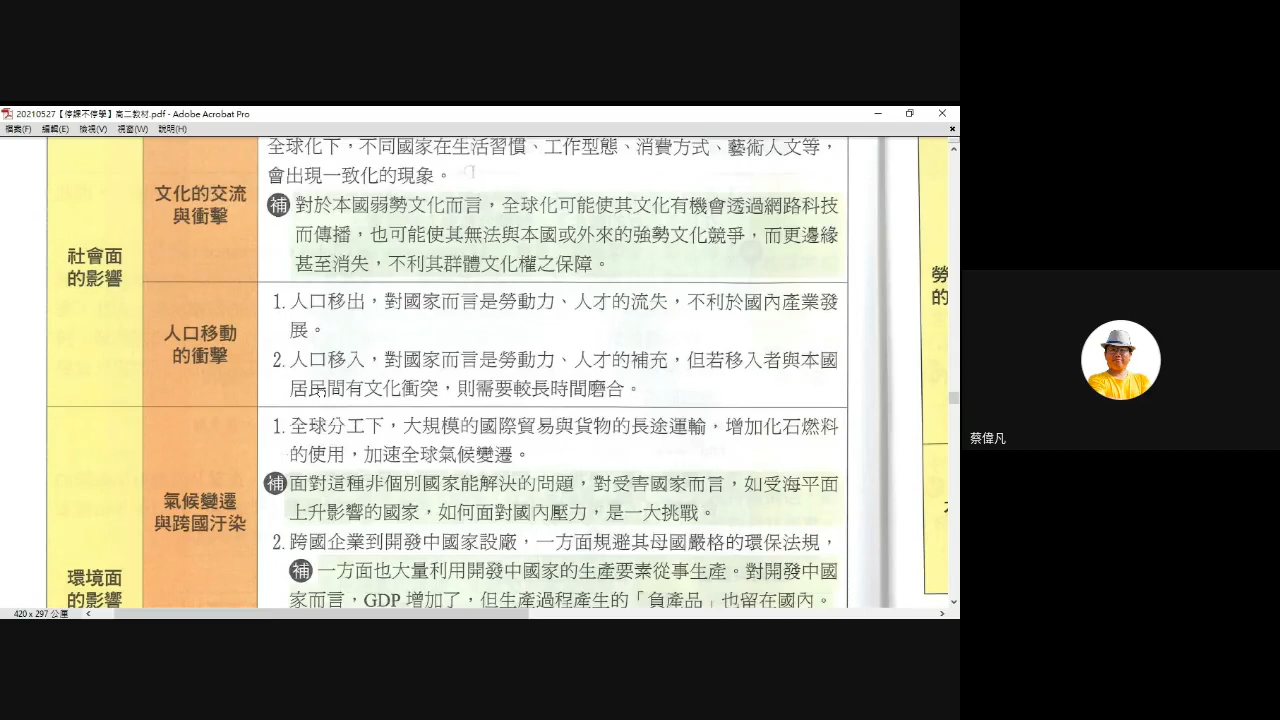 20210527【停課不停學】高二教材.pdf - Adobe Acrobat Pro
檔案(F) 編輯(E) 檢視(V) 視窗(W) 說明(H)
全球化下，不同國家在生活習慣、工作型態、消費方式、藝術人文等，
會出現一致化的現象。
文化的交流
與衝擊
補 對於本國弱勢文化而言，全球化可能使其文化有機會透過網路科技
而傳播，也可能使其無法與本國或外來的強勢文化競爭，而更邊緣
甚至消失，不利其群體文化權之保障。
社會面
的影響
人口移動
的衝擊
1. 人口移出，對國家而言是勞動力、人才的流失，不利於國內產業發
展。
2. 人口移入，對國家而言是勞動力、人才的補充，但若移入者與本國
居民間有文化衝突，則需要較長時間磨合。
1. 全球分工下，大規模的國際貿易與貨物的長途運輸，增加化石燃料
的使用，加速全球氣候變遷。
氣候變遷
與跨國汙染
補 面對這種非個別國家能解決的問題，對受害國家而言，如受海平面
上升影響的國家，如何面對國內壓力，是一大挑戰。
2. 跨國企業到開發中國家設廠，一方面規避其母國嚴格的環保法規，
補 一方面也大量利用開發中國家的生產要素從事生產。對開發中國
家而言，GDP 增加了，但生產過程產生的「負產品」也留在國內。
環境面
的影響
勞
的
420 x 297 公厘
蔡偉凡